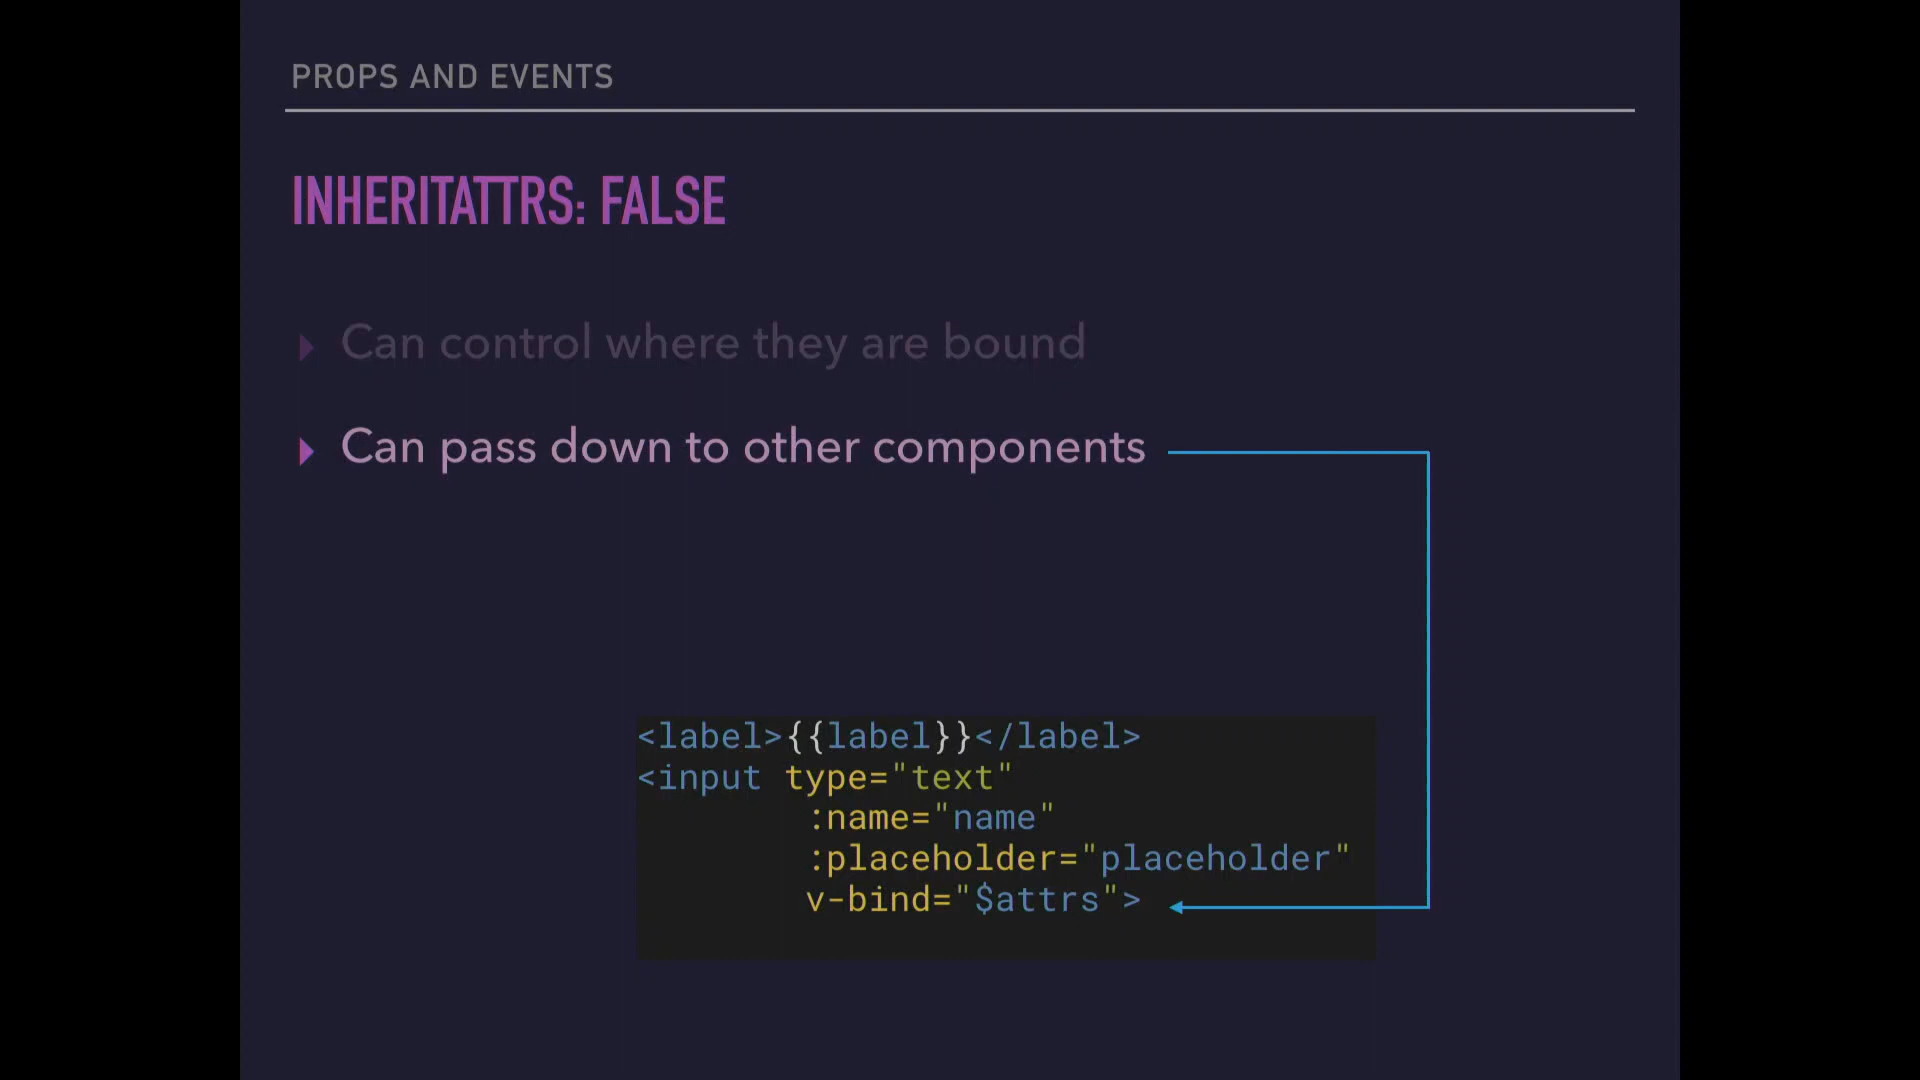 PROPS AND EVENTS
INHERITATTRS: FALSE
Can control where they are bound
Can pass down to other components
<label>{{label}}</label>
<input type="text"
:name="name"
:placeholder="placeholder"
v-bind="$attrs">